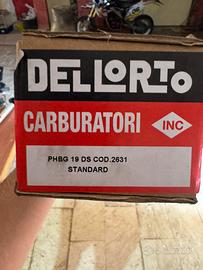 DELLORTO
CARBURATORI
INC
PHBG 19 DS COD.2631
STANDARD